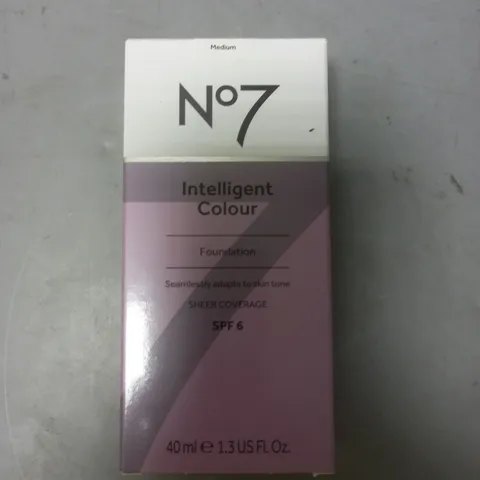 Medium
No7
Intelligent
Colour
Foundation
Seamlessly adapts to skin tone
SHEER COVERAGE
SPF 6
40 ml ℮ 1.3 US Fl. Oz.